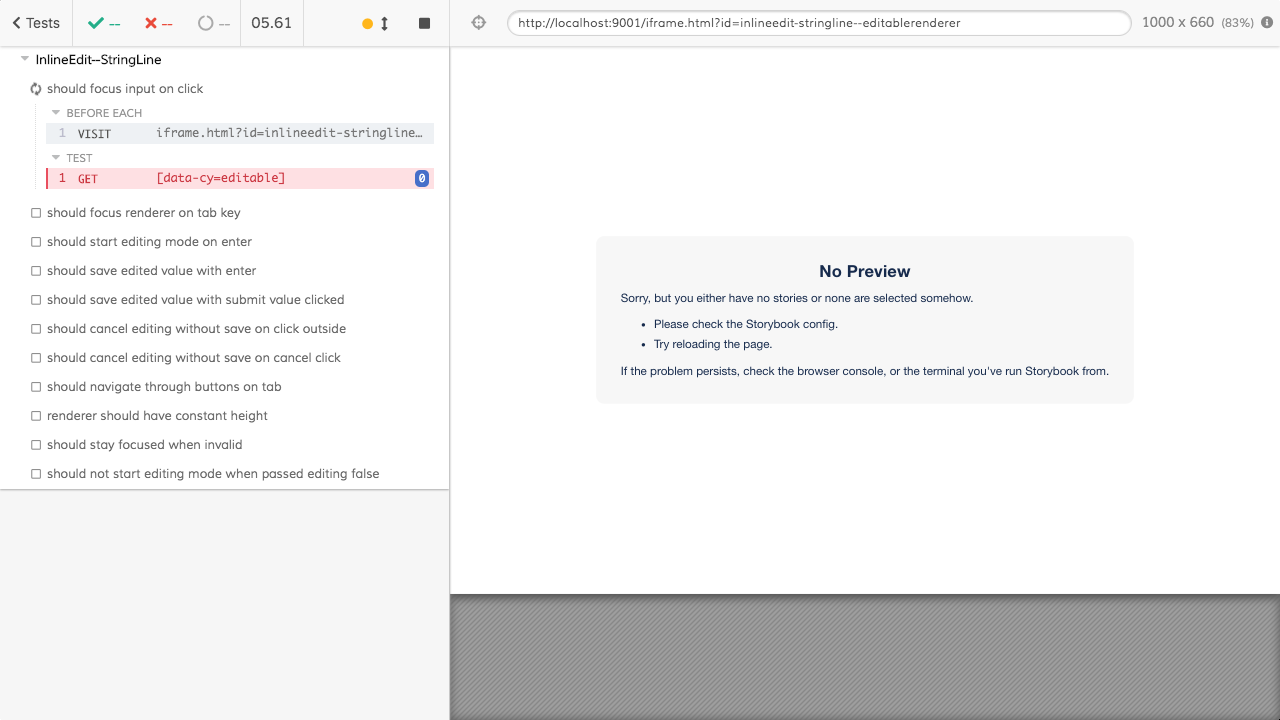 Tests -- -- -- 05.61 http://localhost:9001/iframe.html?id=inlineedit-stringline--editablerenderer 1000 x 660 (83%)
InlineEdit--StringLine
should focus input on click
BEFORE EACH
1 VISIT iframe.html?id=inlineedit-stringline…
TEST
1 GET [data-cy=editable] 0
should focus renderer on tab key
should start editing mode on enter
should save edited value with enter
should save edited value with submit value clicked
should cancel editing without save on click outside
should cancel editing without save on cancel click
should navigate through buttons on tab
renderer should have constant height
should stay focused when invalid
should not start editing mode when passed editing false
No Preview
Sorry, but you either have no stories or none are selected somehow.
• Please check the Storybook config.
• Try reloading the page.
If the problem persists, check the browser console, or the terminal you've run Storybook from.